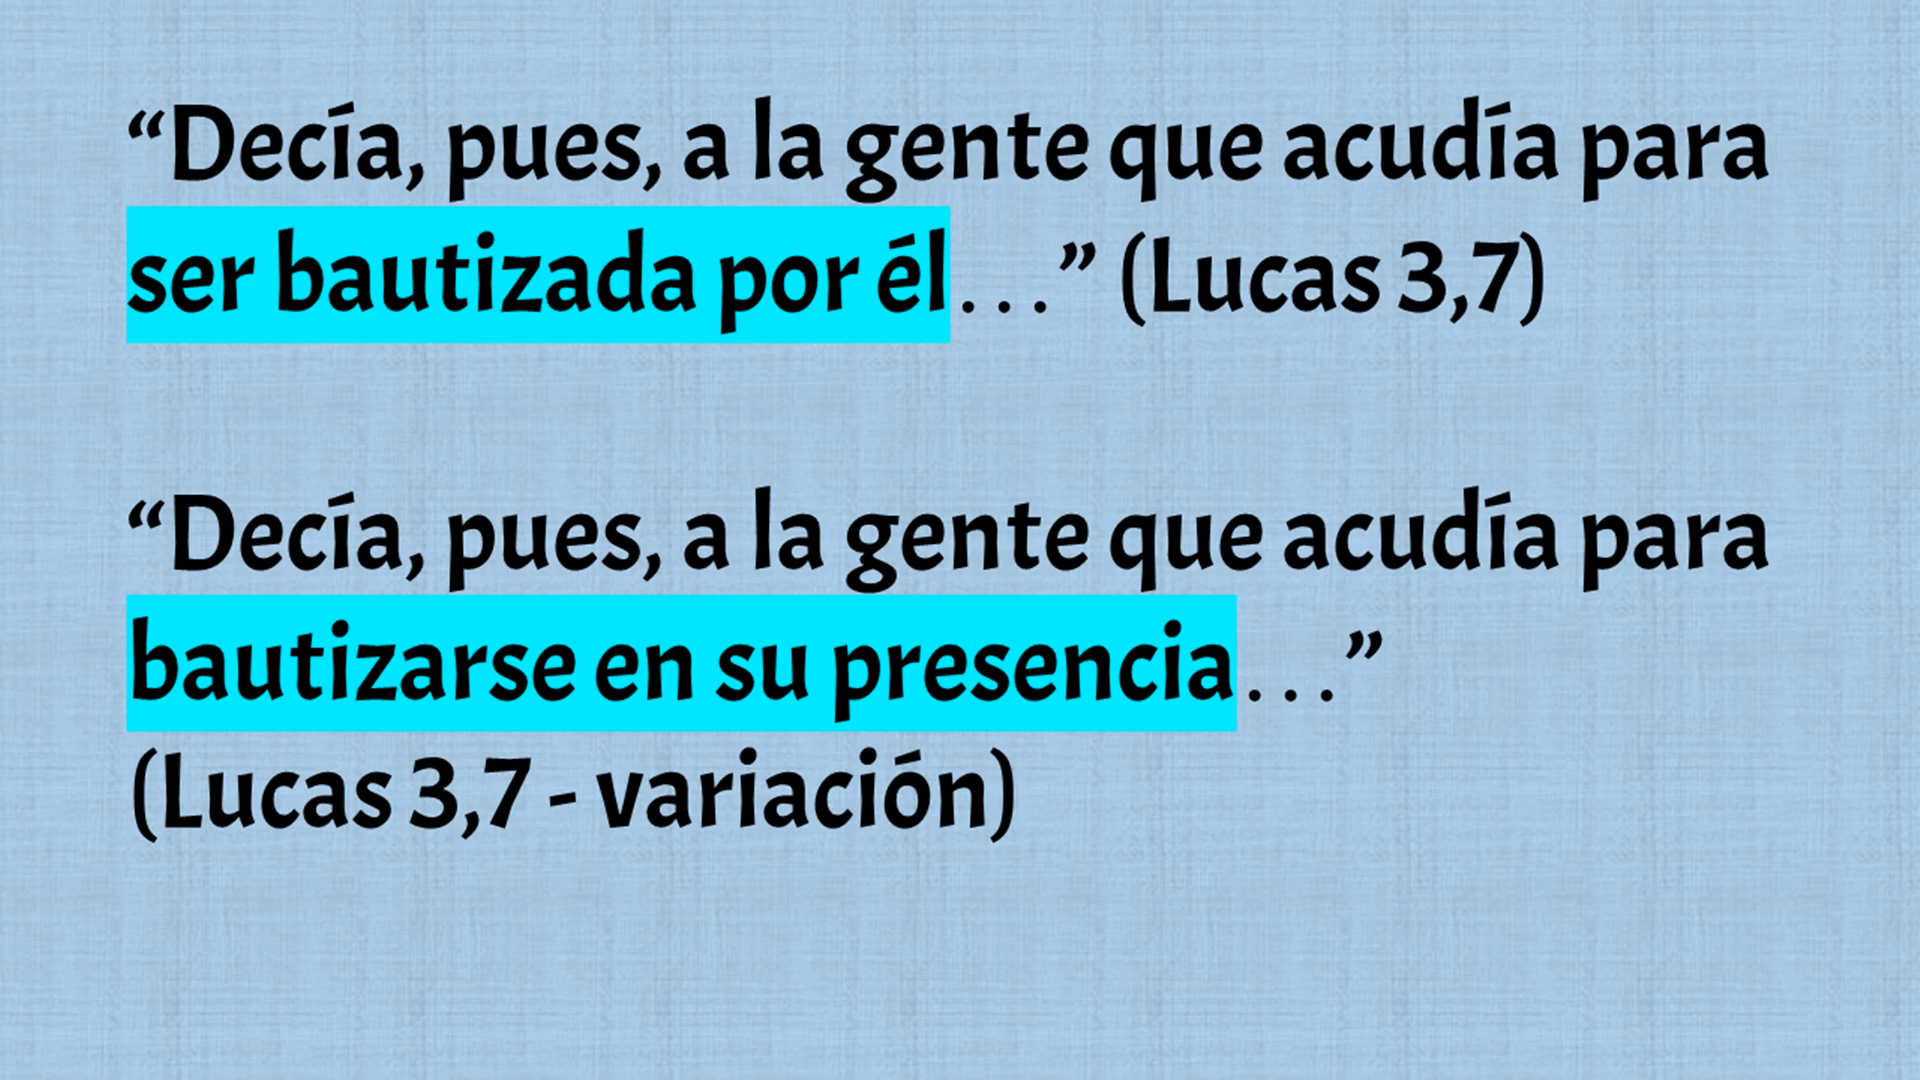 “Decía, pues, a la gente que acudía para
ser bautizada por él…” (Lucas 3,7)
“Decía, pues, a la gente que acudía para
bautizarse en su presencia…”
(Lucas 3,7 - variación)